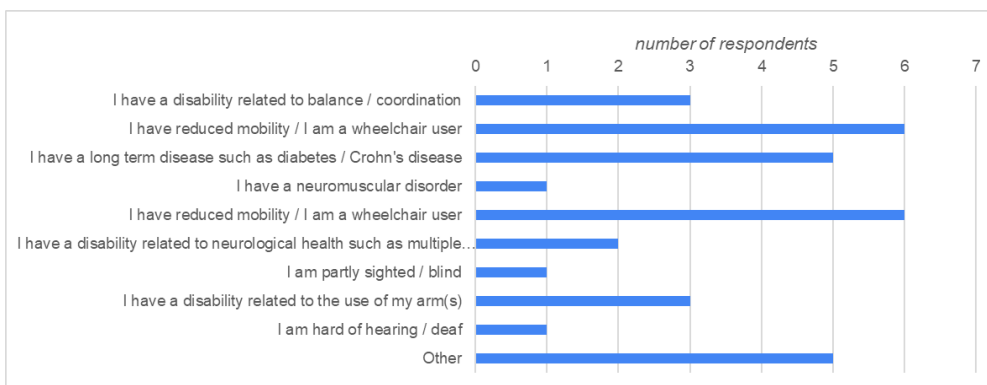 number of respondents
0 1 2 3 4 5 6 7
I have a disability related to balance / coordination
I have reduced mobility / I am a wheelchair user
I have a long term disease such as diabetes / Crohn's disease
I have a neuromuscular disorder
I have reduced mobility / I am a wheelchair user
I have a disability related to neurological health such as multiple...
I am partly sighted / blind
I have a disability related to the use of my arm(s)
I am hard of hearing / deaf
Other